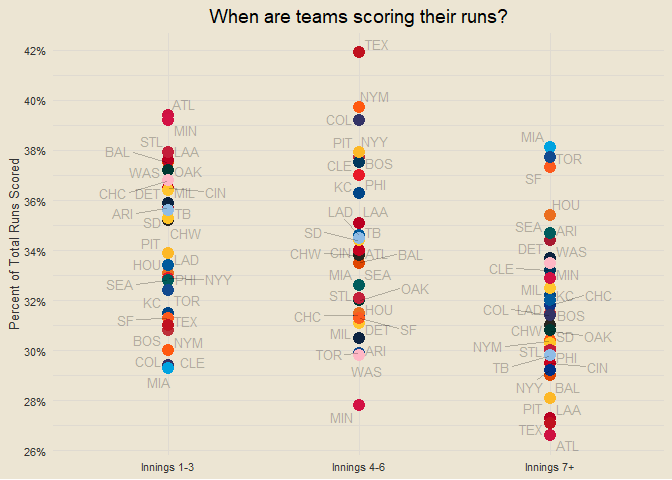 When are teams scoring their runs?
Percent of Total Runs Scored
42%
40%
38%
36%
34%
32%
30%
28%
26%
ATL
MIN
STL
BAL
LAA
WAS
OAK
CHC
DET
MIL
CIN
ARI
TB
SD
CHW
PIT
LAD
HOU
SEA
PHI
NYY
KC
TOR
SF
TEX
BOS
NYM
COL
CLE
MIA
TEX
NYM
COL
PIT
NYY
CLE
BOS
KC
PHI
LAD
LAA
SD
TB
CHW
CIN
ATL
BAL
MIA
SEA
STL
OAK
CHC
HOU
MIL
DET
SF
TOR
ARI
WAS
MIN
MIA
TOR
SF
HOU
SEA
ARI
DET
WAS
CLE
MIN
MIL
KC
CHC
COL
LAD
BOS
CHW
SD
OAK
NYM
STL
PHI
TB
CIN
NYY
BAL
PIT
LAA
TEX
ATL
Innings 1-3
Innings 4-6
Innings 7+